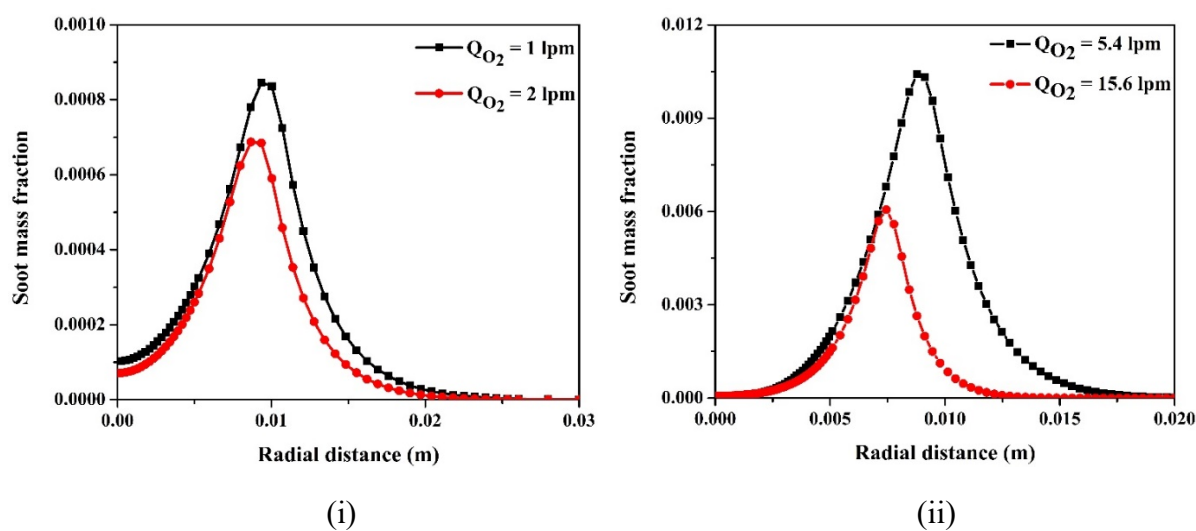 0.0010
0.0008
0.0006
0.0004
0.0002
0.0000
Soot mass fraction
Q_O2 = 1 lpm
Q_O2 = 2 lpm
0.00 0.01 0.02 0.03
Radial distance (m)
(i)
0.012
0.009
0.006
0.003
0.000
Soot mass fraction
Q_O2 = 5.4 lpm
Q_O2 = 15.6 lpm
0.000 0.005 0.010 0.015 0.020
Radial distance (m)
(ii)